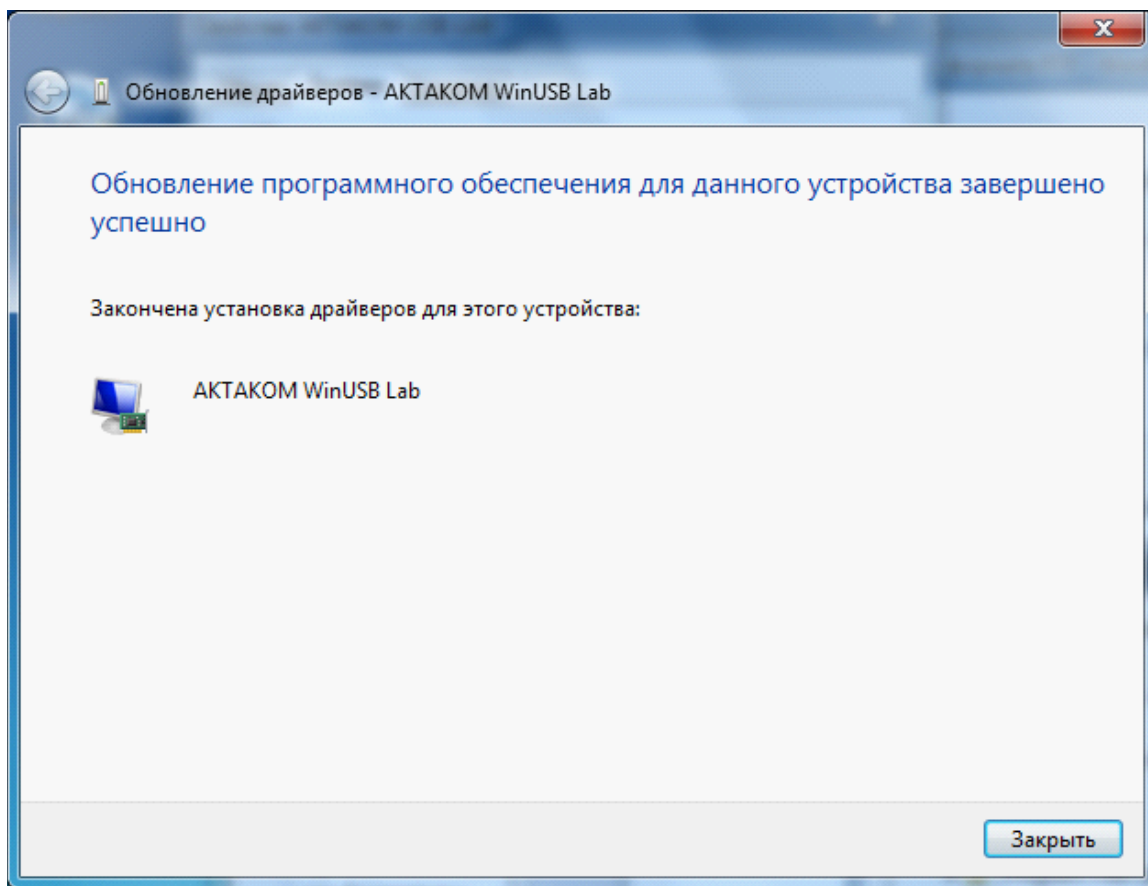 Обновление драйверов - AKTAKOM WinUSB Lab
Обновление программного обеспечения для данного устройства завершено
успешно
Закончена установка драйверов для этого устройства:
AKTAKOM WinUSB Lab
Закрыть